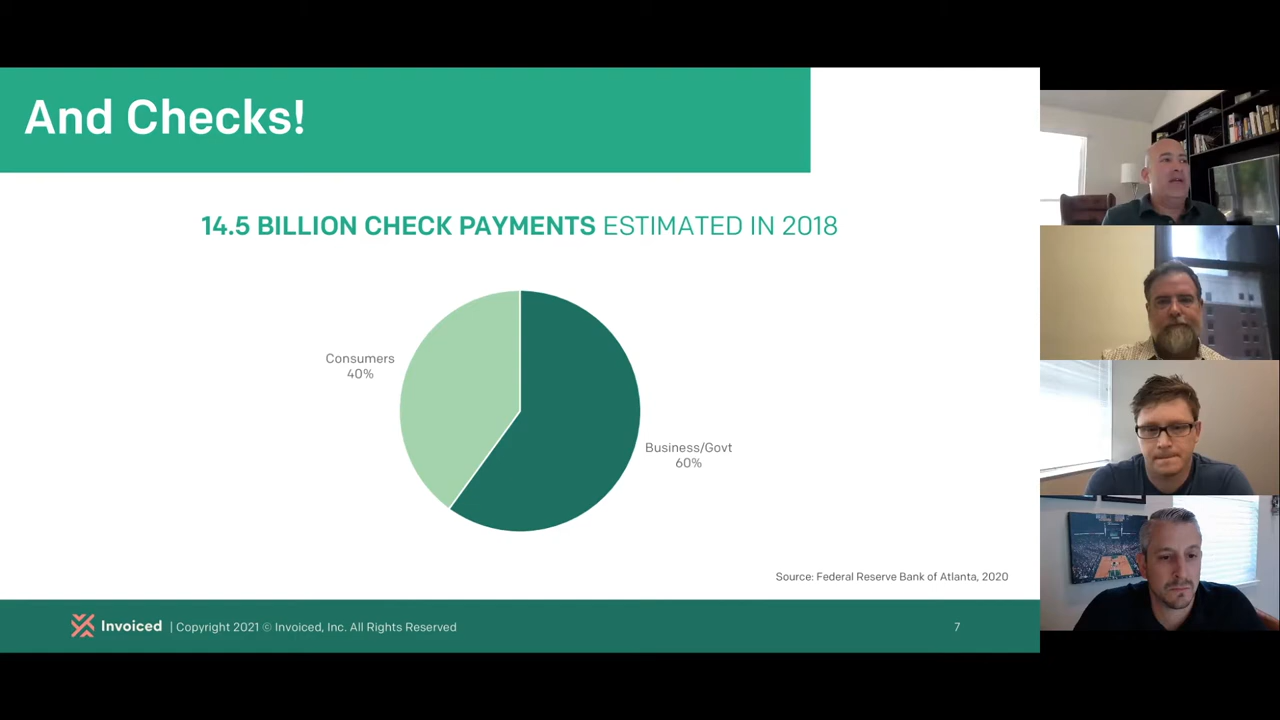 And Checks!
14.5 BILLION CHECK PAYMENTS ESTIMATED IN 2018
Consumers
40%
Business/Govt
60%
Source: Federal Reserve Bank of Atlanta, 2020
Invoiced | Copyright 2021 © Invoiced, Inc. All Rights Reserved
7